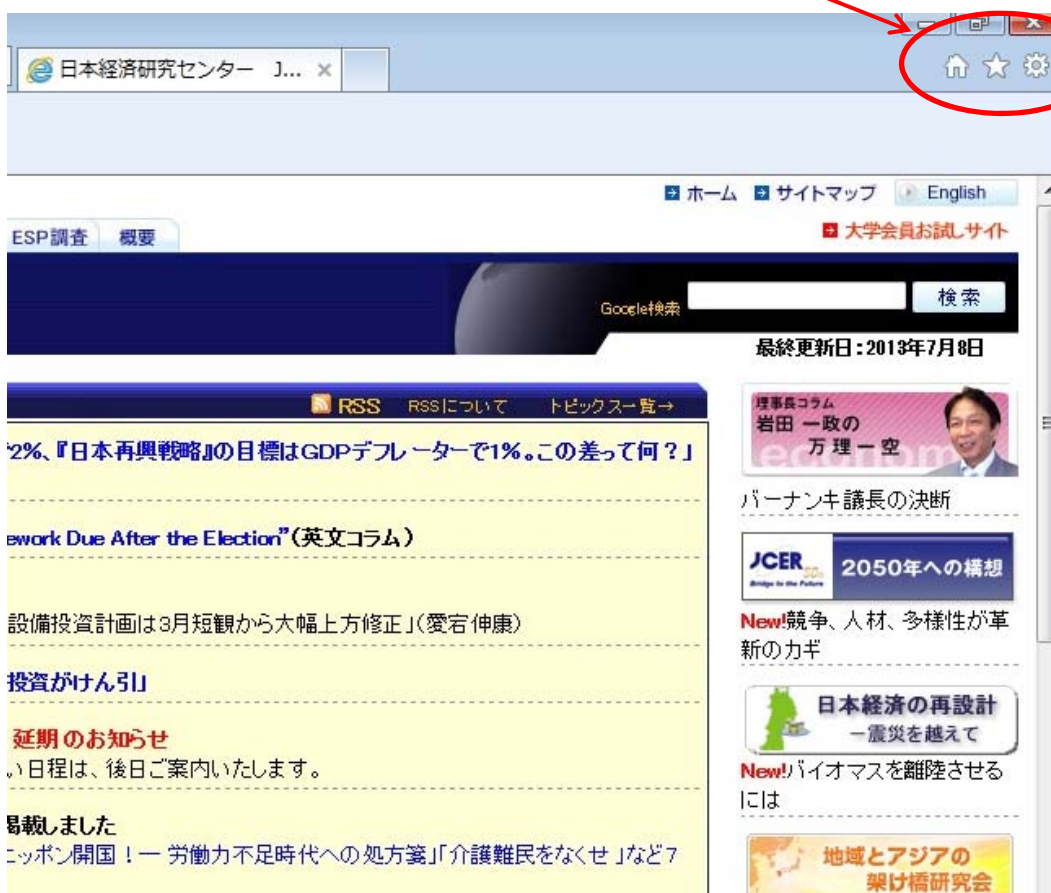 日本経済研究センター J...
ホーム サイトマップ English
ESP調査 概要 大学会員お試しサイト
Google検索 検索
最終更新日:2013年7月8日
RSS RSSについて トピックス一覧→
2%、『日本再興戦略』の目標はGDPデフレーターで1%。この差って何?」
ework Due After the Election”(英文コラム)
設備投資計画は3月短観から大幅上方修正」(愛宕伸康)
投資がけん引」
延期のお知らせ
い日程は、後日ご案内いたします。
掲載しました
ニッポン開国!ー 労働力不足時代への処方箋」「介護難民をなくせ」など7
理事長コラム
岩田 一政の
万理一空
econom
バーナンキ議長の決断
JCER 50th
Bridge to the Future
2050年への構想
New!競争、人材、多様性が革
新のカギ
日本経済の再設計
ー震災を越えて
New!バイオマスを離陸させる
には
地域とアジアの
架け橋研究会